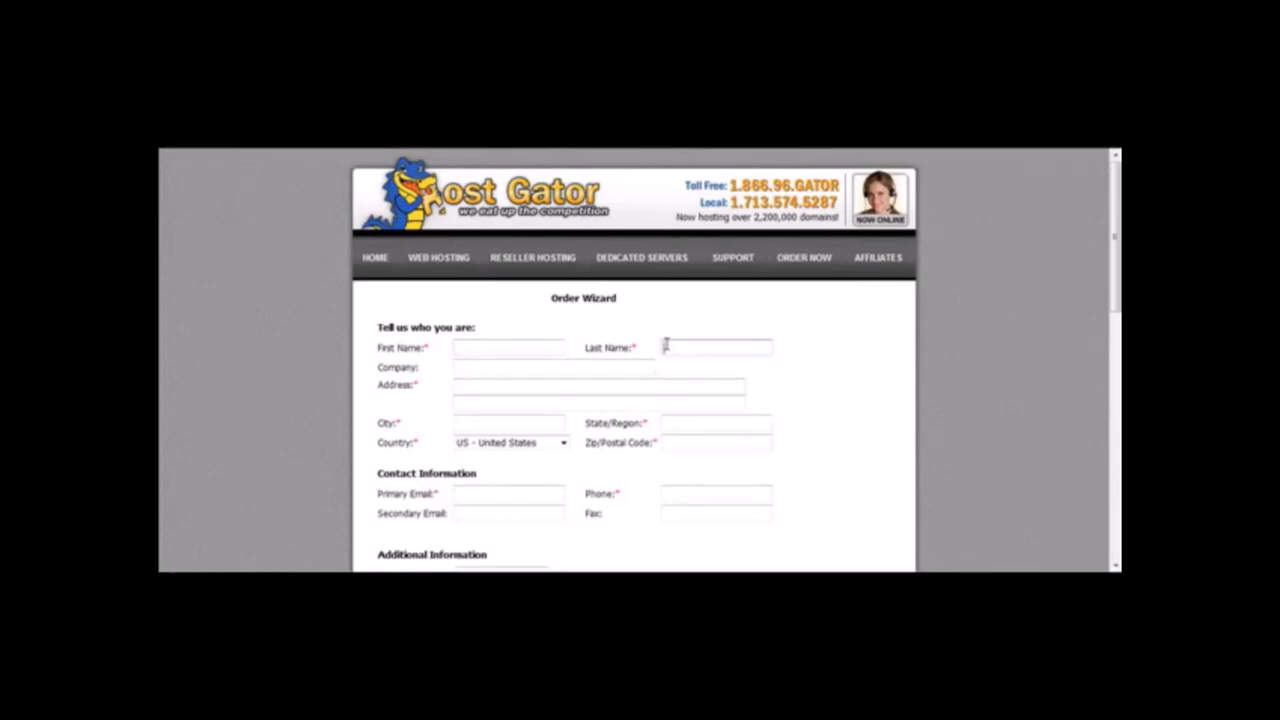 Host Gator
we eat up the competition
Toll Free: 1.866.96.GATOR
Local: 1.713.574.5287
Now hosting over 2,200,000 domains!
NOW ONLINE
HOME WEB HOSTING RESELLER HOSTING DEDICATED SERVERS SUPPORT ORDER NOW AFFILIATES
Order Wizard
Tell us who you are:
First Name:* Last Name:*
Company:
Address:*
City:* State/Region:*
Country:* US - United States Zip/Postal Code:*
Contact Information
Primary Email:* Phone:*
Secondary Email: Fax:
Additional Information